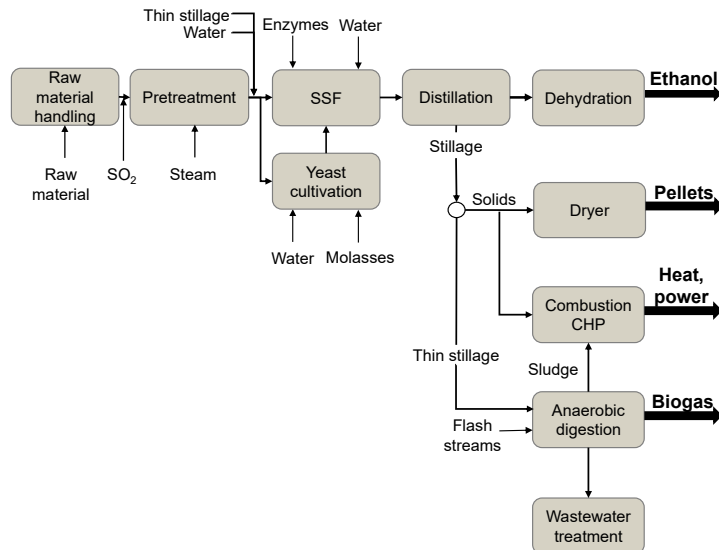 Thin stillage
Water
Enzymes
Water
Raw
material
handling
Pretreatment
SSF
Distillation
Dehydration
Ethanol
Raw
material
SO2
Steam
Yeast
cultivation
Stillage
Water
Molasses
Solids
Dryer
Pellets
Heat,
power
Combustion
CHP
Thin stillage
Sludge
Biogas
Anaerobic
digestion
Flash
streams
Wastewater
treatment